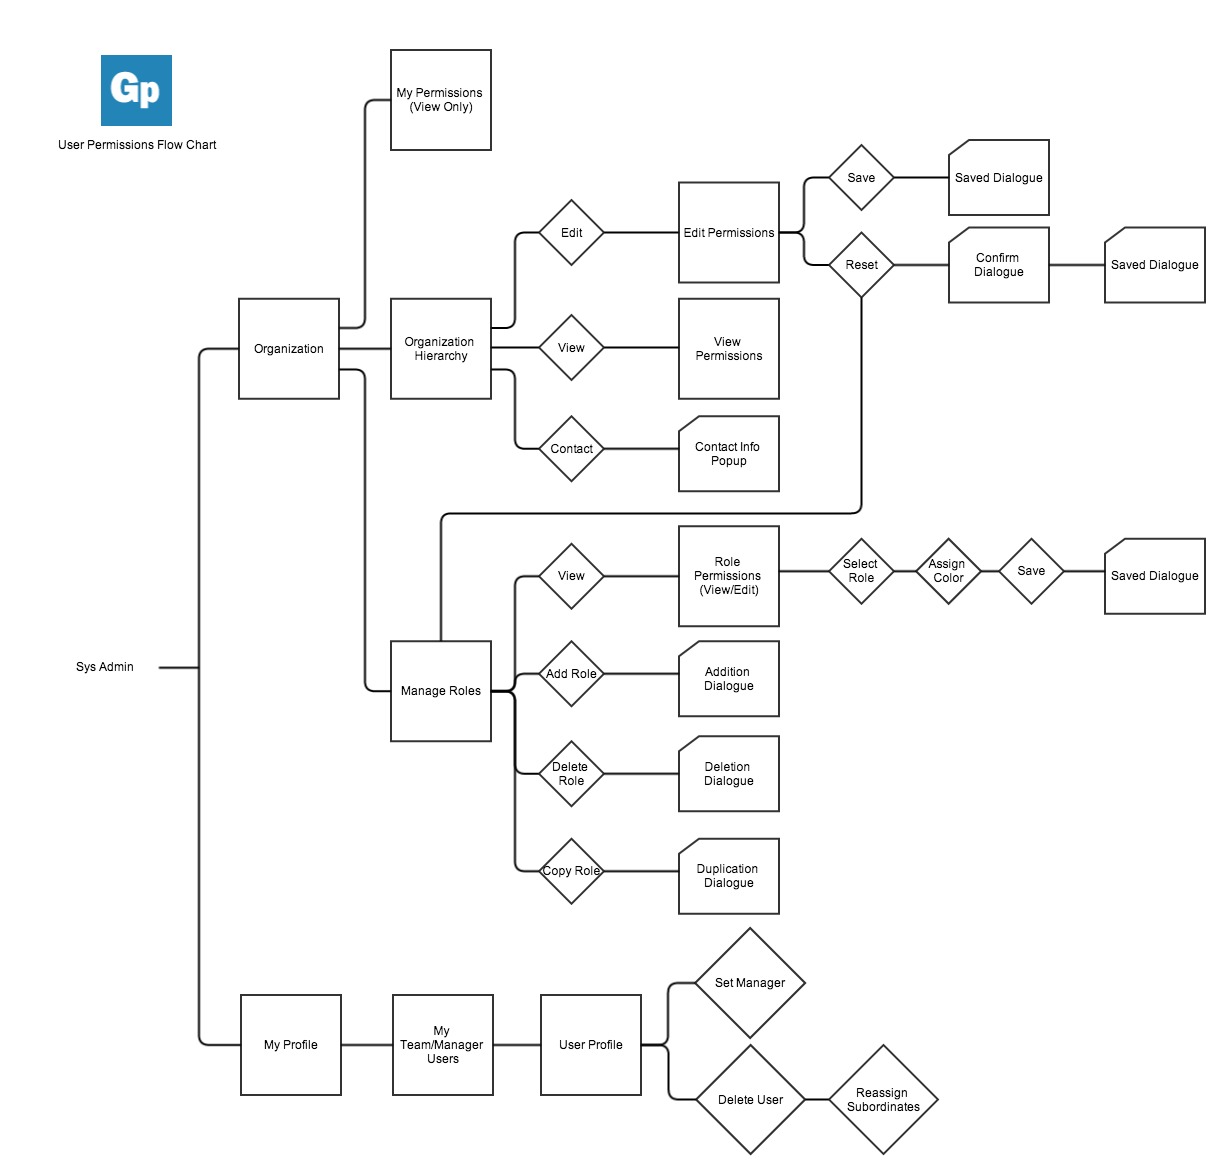 Gp
User Permissions Flow Chart
My Permissions
(View Only)
Save
Saved Dialogue
Edit
Edit Permissions
Reset
Confirm
Dialogue
Saved Dialogue
Organization
Organization
Hierarchy
View
View
Permissions
Contact
Contact Info
Popup
View
Role
Permissions
(View/Edit)
Select
Role
Assign
Color
Save
Saved Dialogue
Sys Admin
Manage Roles
Add Role
Addition
Dialogue
Delete
Role
Deletion
Dialogue
Copy Role
Duplication
Dialogue
Set Manager
My Profile
My
Team/Manager
Users
User Profile
Delete User
Reassign
Subordinates